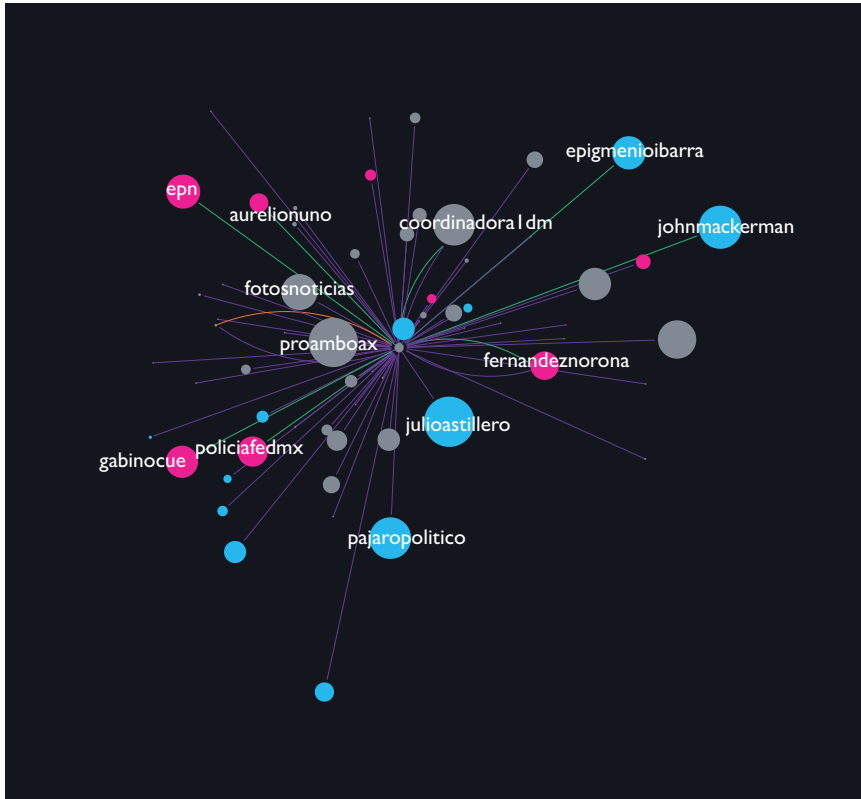 epigmenioibarra
epn
aurelionuno
coordinadora1dm
johnmackerman
fotosnoticias
proamboax
fernandeznorona
julioastillero
policiafedmx
gabinocue
pajaropolitico